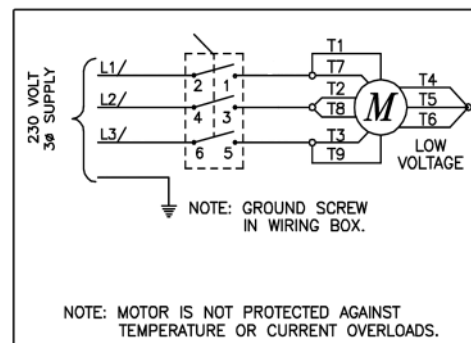 230 VOLT
3ø SUPPLY
L1/
L2/
L3/
2 1
4 3
6 5
T1
T7
T2
T8
T3
T9
M
T4
T5
T6
LOW
VOLTAGE
NOTE: GROUND SCREW
IN WIRING BOX.
NOTE: MOTOR IS NOT PROTECTED AGAINST
TEMPERATURE OR CURRENT OVERLOADS.